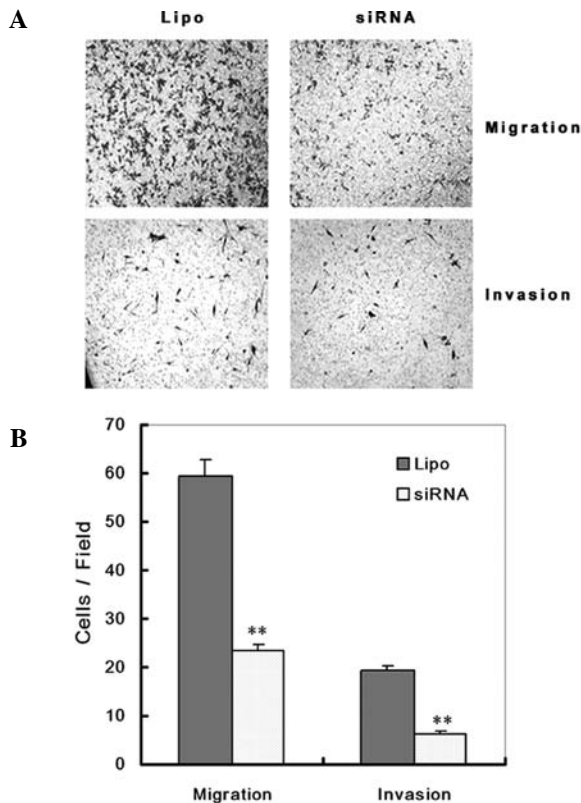 A
Lipo siRNA
Migration
Invasion
B
70
60
50
40
30
20
10
0
Cells / Field
Lipo
siRNA
**
**
Migration Invasion